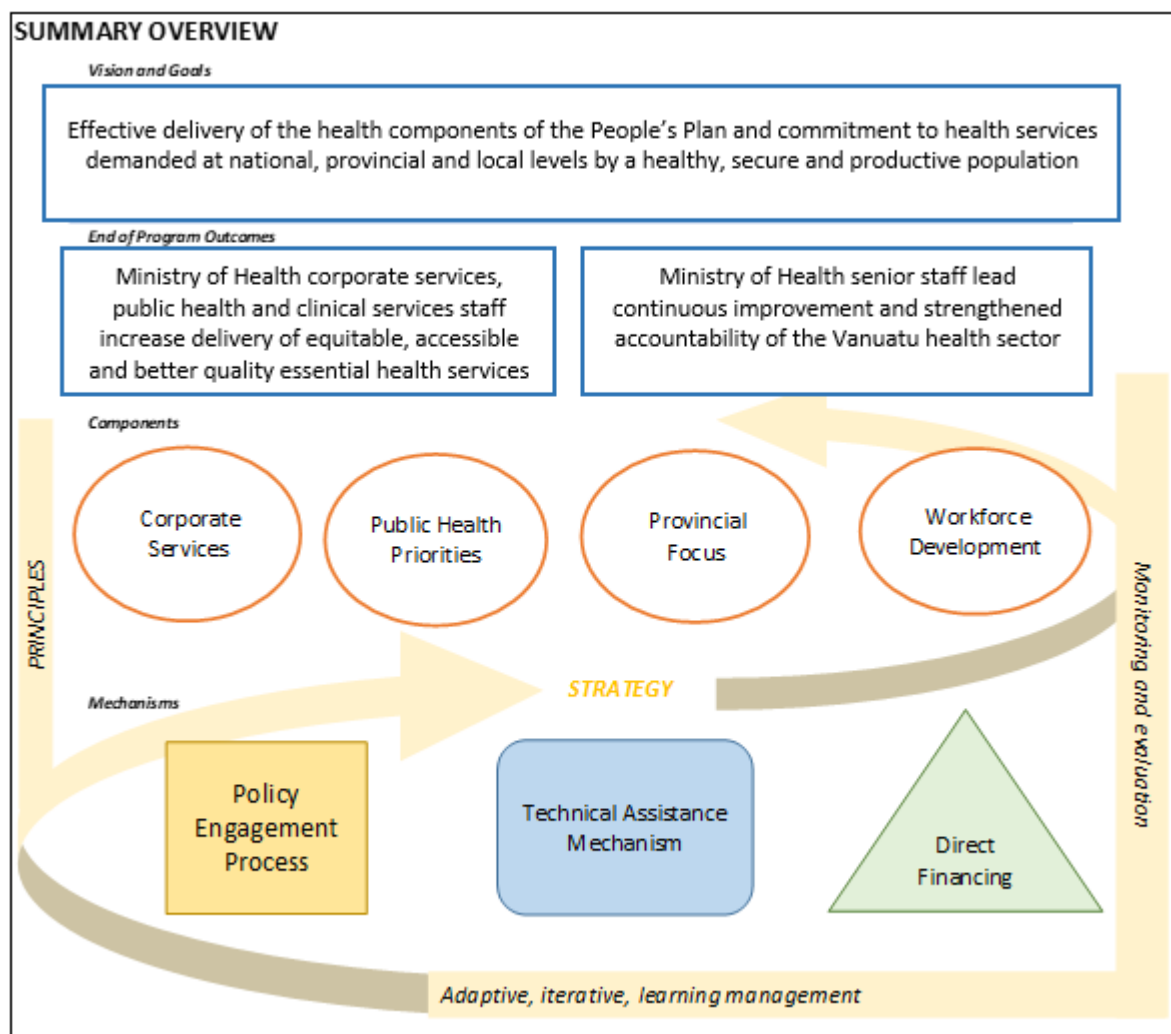 SUMMARY OVERVIEW
Vision and Goals
Effective delivery of the health components of the People’s Plan and commitment to health services
demanded at national, provincial and local levels by a healthy, secure and productive population
End of Program Outcomes
Ministry of Health corporate services,
public health and clinical services staff
increase delivery of equitable, accessible
and better quality essential health services
Ministry of Health senior staff lead
continuous improvement and strengthened
accountability of the Vanuatu health sector
Components
Corporate
Services
Public Health
Priorities
Provincial
Focus
Workforce
Development
PRINCIPLES
Monitoring and evaluation
STRATEGY
Mechanisms
Policy
Engagement
Process
Technical Assistance
Mechanism
Direct
Financing
Adaptive, iterative, learning management